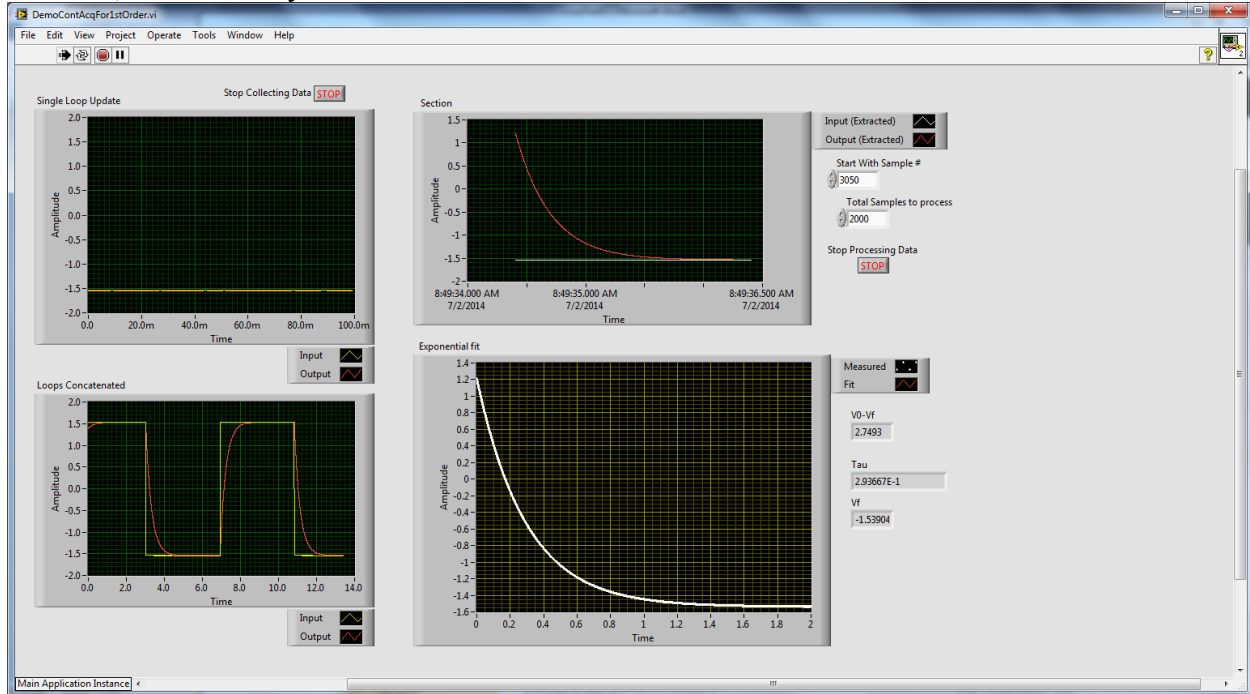 DemoContAcqFor1stOrder.vi
File Edit View Project Operate Tools Window Help
2
Stop Collecting Data STOP
Single Loop Update
2.0
1.5
1.0
0.5
0.0
-0.5
-1.0
-1.5
-2.0
Amplitude
0.0 20.0m 40.0m 60.0m 80.0m 100.0m
Time
Input
Output
Section
1.5
1
0.5
0
-0.5
-1
-1.5
-2
Amplitude
8:49:34.000 AM 8:49:35.000 AM 8:49:36.500 AM
7/2/2014 7/2/2014 7/2/2014
Time
Input (Extracted)
Output (Extracted)
Start With Sample #
3050
Total Samples to process
2000
Stop Processing Data
STOP
Loops Concatenated
2.0
1.5
1.0
0.5
0.0
-0.5
-1.0
-1.5
-2.0
Amplitude
0.0 2.0 4.0 6.0 8.0 10.0 12.0 14.0
Time
Input
Output
Exponential fit
1.4
1.2
1
0.8
0.6
0.4
0.2
0
-0.2
-0.4
-0.6
-0.8
-1
-1.2
-1.4
-1.6
Amplitude
0 0.2 0.4 0.6 0.8 1 1.2 1.4 1.6 1.8 2
Time
Measured
Fit
V0-Vf
2.7493
Tau
2.93667E-1
Vf
-1.53904
Main Application Instance